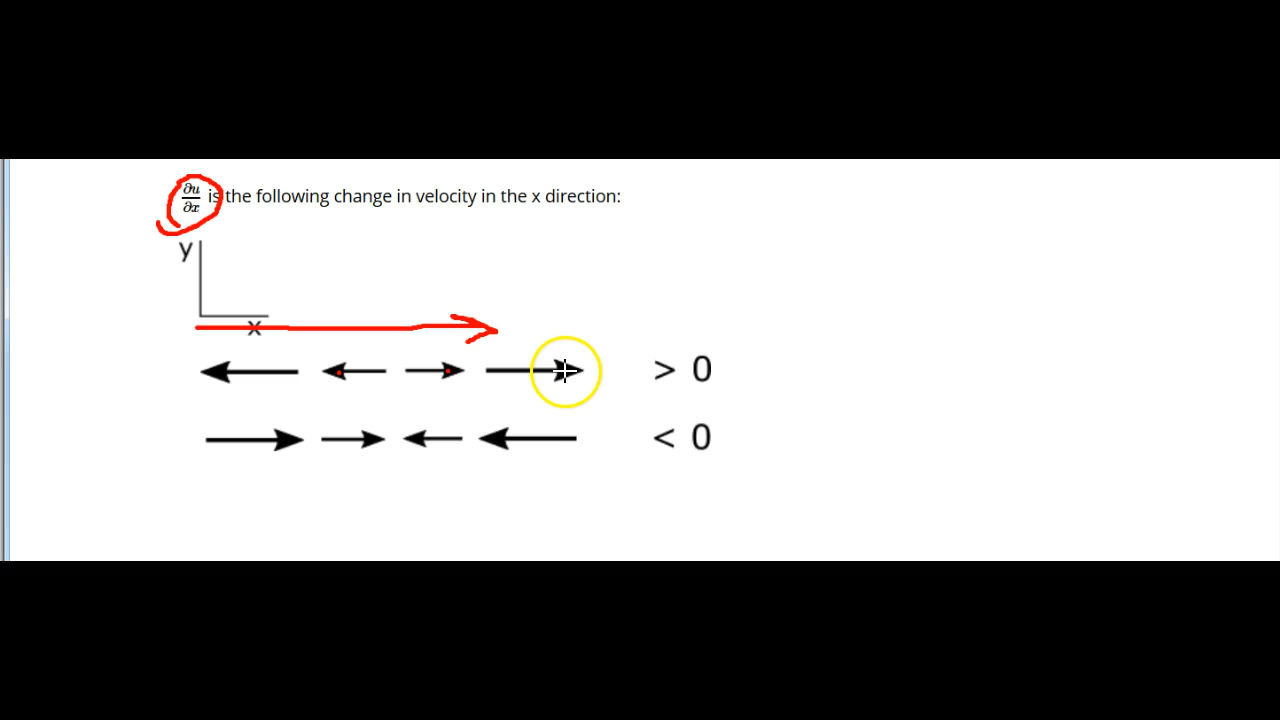 ∂u/∂x is the following change in velocity in the x direction:
y
x
> 0
< 0